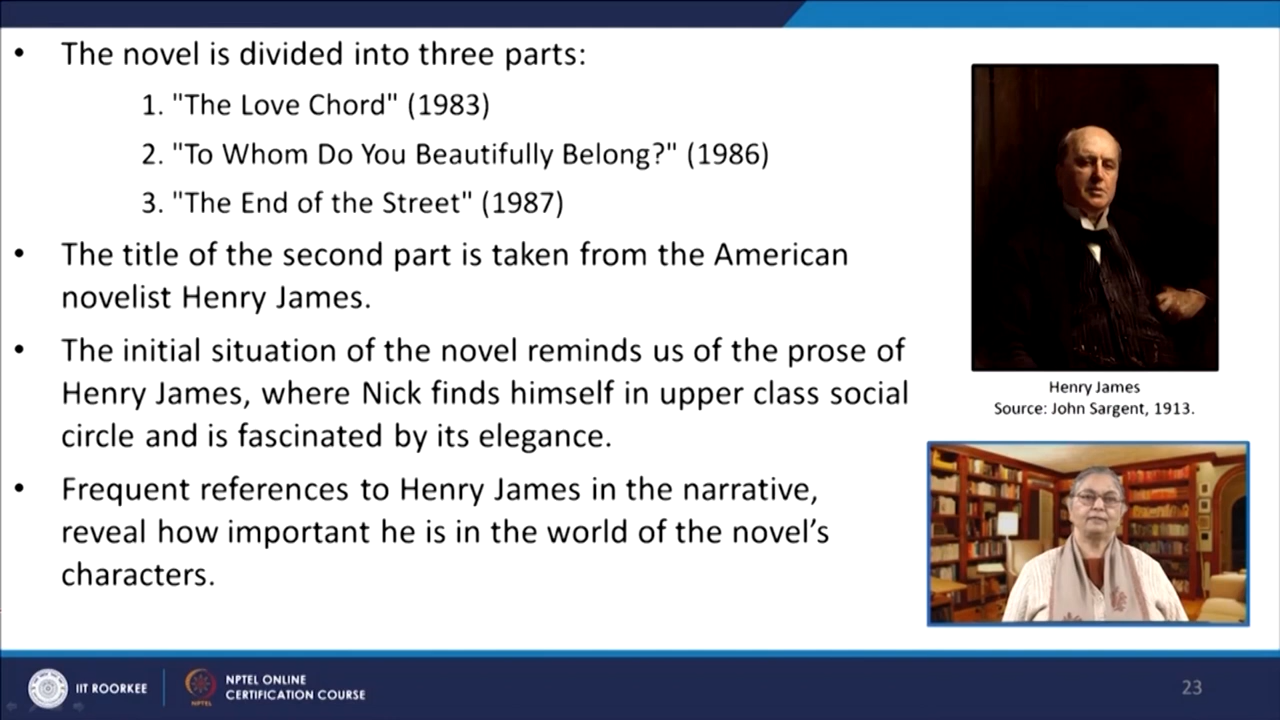 • The novel is divided into three parts:
1. "The Love Chord" (1983)
2. "To Whom Do You Beautifully Belong?" (1986)
3. "The End of the Street" (1987)
• The title of the second part is taken from the American
novelist Henry James.
• The initial situation of the novel reminds us of the prose of
Henry James, where Nick finds himself in upper class social
circle and is fascinated by its elegance.
• Frequent references to Henry James in the narrative,
reveal how important he is in the world of the novel’s
characters.
Henry James
Source: John Sargent, 1913.
IIT ROORKEE
NPTEL
NPTEL ONLINE
CERTIFICATION COURSE
23